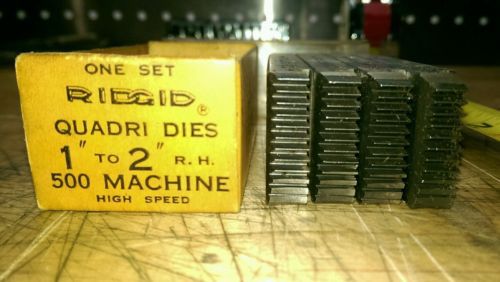 ONE SET
RIDGID®
QUADRI DIES
1" TO 2" R.H.
500 MACHINE
HIGH SPEED